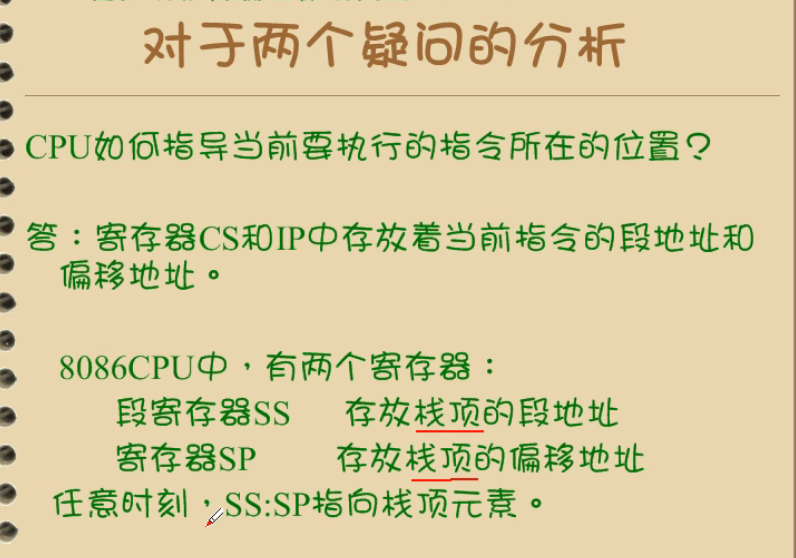 对于两个疑问的分析
CPU如何指导当前要执行的指令所在的位置？
答：寄存器CS和IP中存放着当前指令的段地址和
偏移地址。
8086CPU中，有两个寄存器：
段寄存器SS 存放栈顶的段地址
寄存器SP 存放栈顶的偏移地址
任意时刻，SS:SP指向栈顶元素。